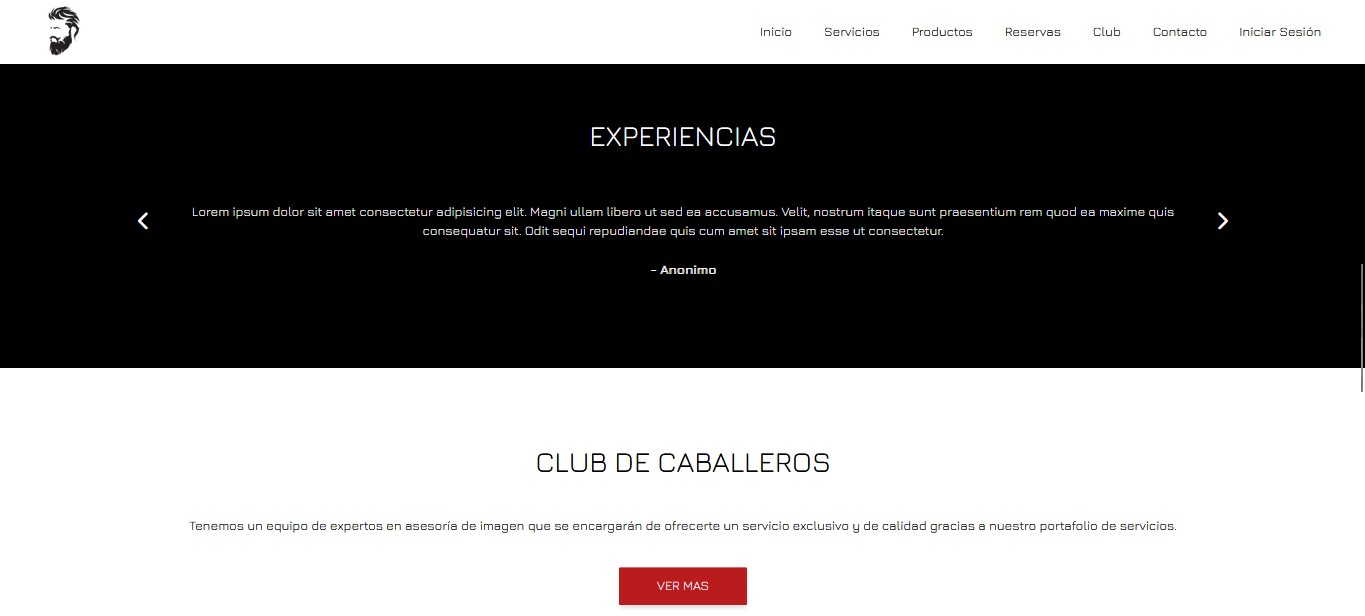 Inicio Servicios Productos Reservas Club Contacto Iniciar Sesión
EXPERIENCIAS
Lorem ipsum dolor sit amet consectetur adipisicing elit. Magni ullam libero ut sed ea accusamus. Velit, nostrum itaque sunt praesentium rem quod ea maxime quis
consequatur sit. Odit sequi repudiandae quis cum amet sit ipsam esse ut consectetur.
- Anonimo
CLUB DE CABALLEROS
Tenemos un equipo de expertos en asesoría de imagen que se encargarán de ofrecerte un servicio exclusivo y de calidad gracias a nuestro portafolio de servicios.
VER MAS